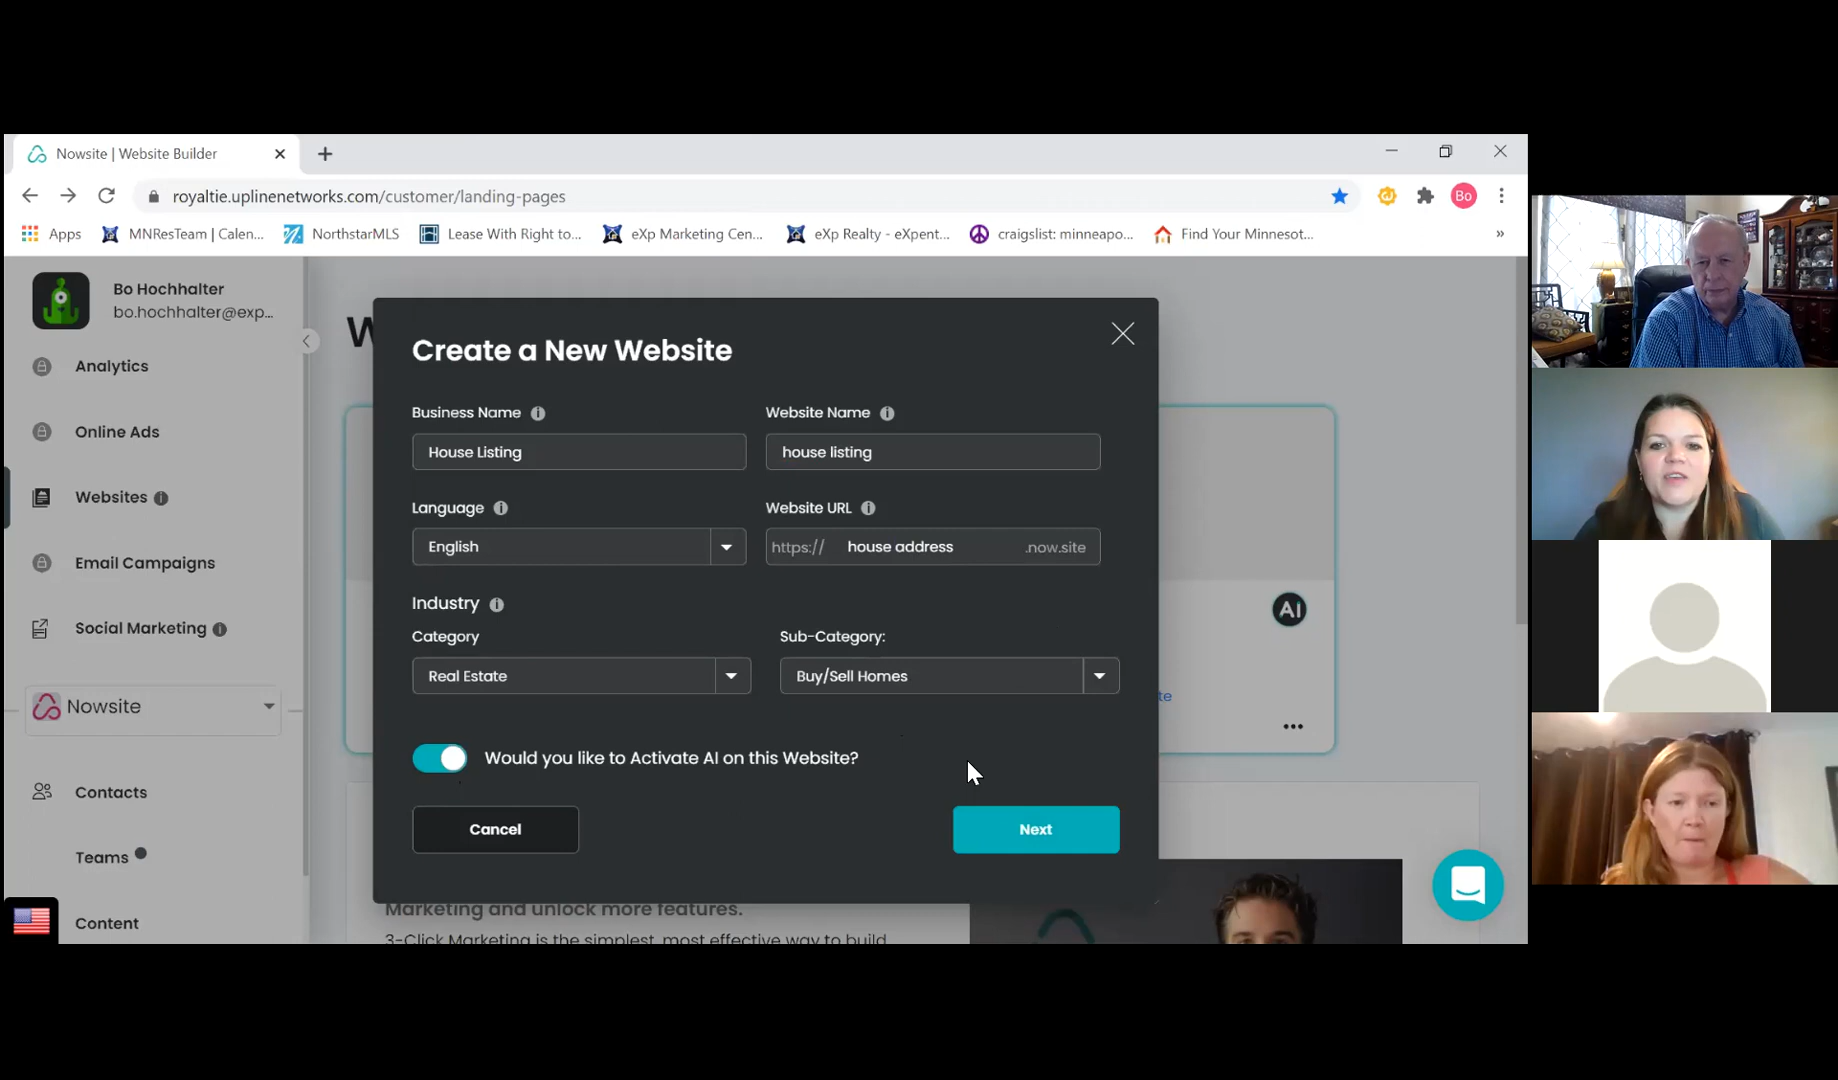 Nowsite | Website Builder
royaltie.uplinenetworks.com/customer/landing-pages
Bo
Apps
MNResTeam | Calen...
NorthstarMLS
Lease With Right to...
eXp Marketing Cen...
eXp Realty - eXpent...
craigslist: minneapo...
Find Your Minnesot...
»
Bo Hochhalter
bo.hochhalter@exp...
Analytics
Online Ads
Websites
Email Campaigns
Social Marketing
Nowsite
Contacts
Teams
Content
W
Create a New Website
Business Name
Website Name
House Listing
house listing
Language
Website URL
English
https:// house address .now.site
Industry
Category
Sub-Category:
Real Estate
Buy/Sell Homes
Would you like to Activate AI on this Website?
Cancel
Next
AI
te
Marketing and unlock more features.
3-Click Marketing is the simplest, most effective way to build